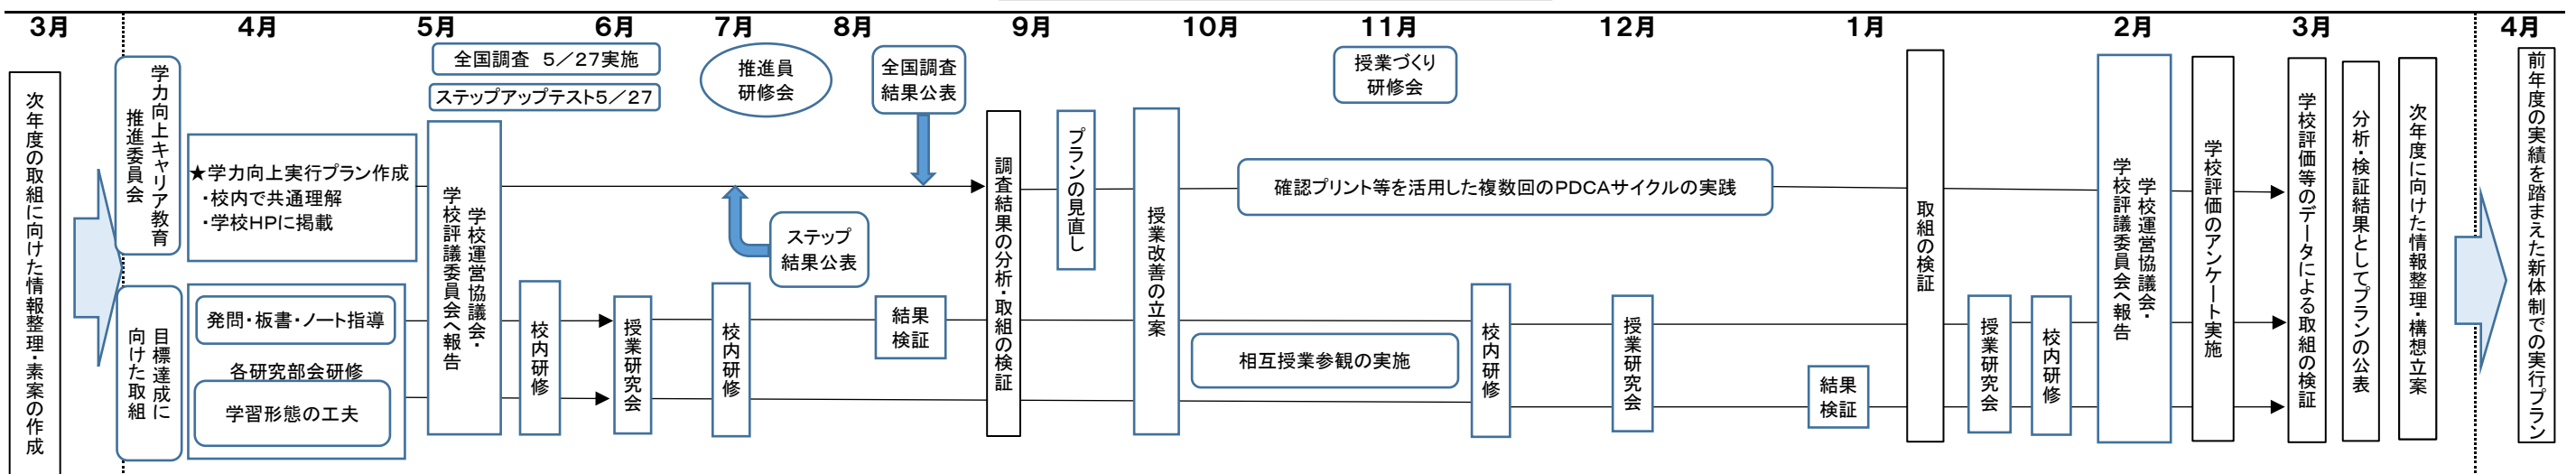 3月
4月
5月
6月
7月
8月
9月
10月
11月
12月
1月
2月
3月
4月
次年度の取組に向けた情報整理・素案の作成
学力向上キャリア教育
推進委員会
目標達成に
向けた取組
★学力向上実行プラン作成
・校内で共通理解
・学校HPに掲載
発問・板書・ノート指導
各研究部会研修
学習形態の工夫
全国調査 5/27実施
ステップアップテスト5/27
学校運営協議会・
学校評議委員会へ報告
校内研修
授業研究会
推進員
研修会
校内研修
ステップ
結果公表
全国調査
結果公表
結果
検証
調査結果の分析・取組の検証
プランの見直し
授業改善の立案
授業づくり
研修会
確認プリント等を活用した複数回のPDCAサイクルの実践
相互授業参観の実施
校内研修
授業研究会
結果
検証
取組の検証
授業研究会
校内研修
学校運営協議会・
学校評議委員会へ報告
学校評価のアンケート実施
学校評価等のデータによる取組の検証
分析・検証結果としてプランの公表
次年度に向けた情報整理・構想立案
前年度の実績を踏まえた新体制での実行プラン